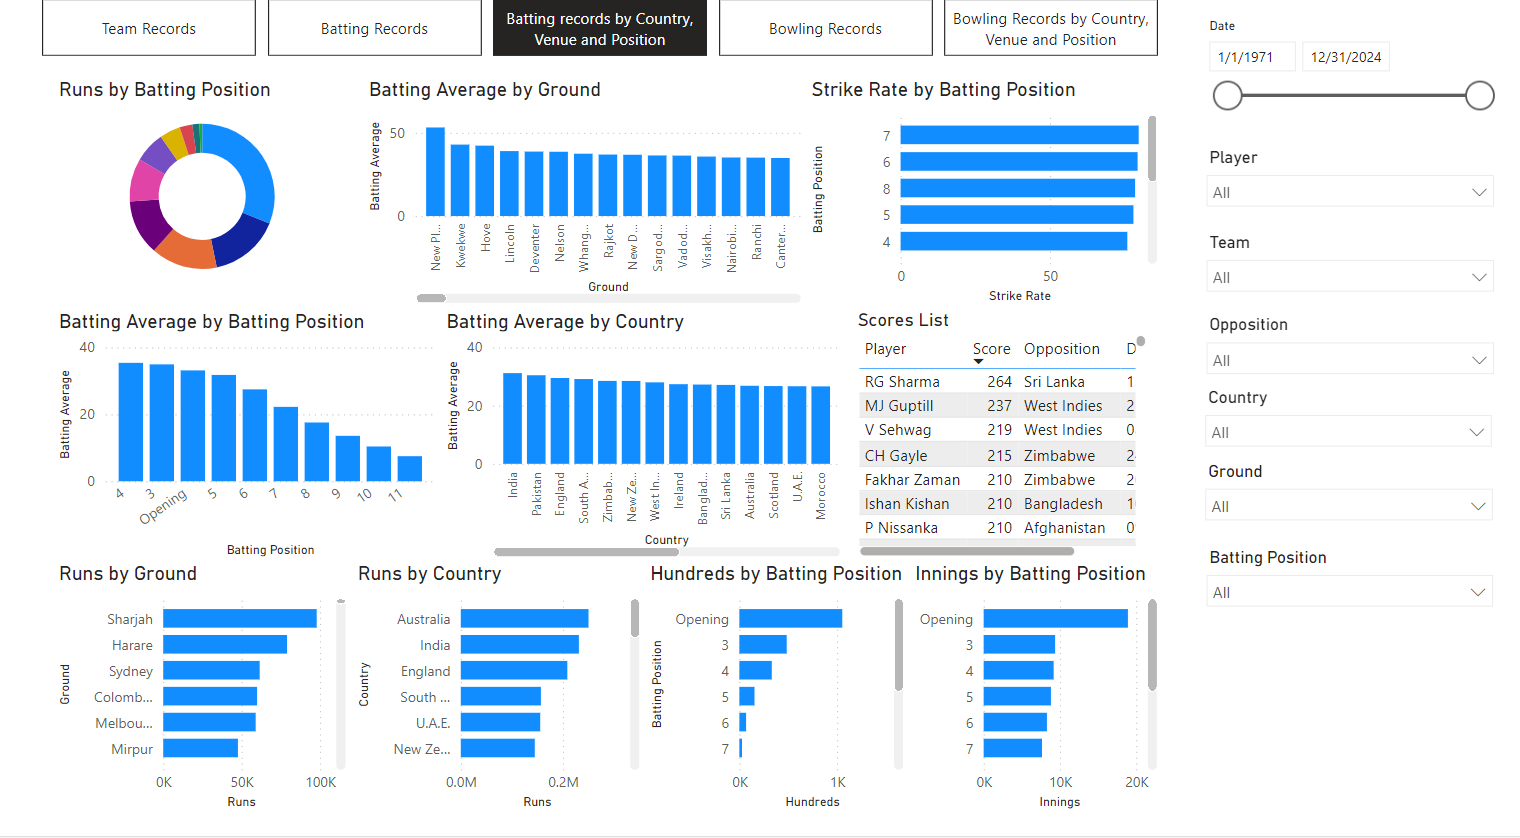 Team Records
Batting Records
Batting records by Country,
Venue and Position
Bowling Records
Bowling Records by Country,
Venue and Position
Date
1/1/1971
12/31/2024
Player
All
Team
All
Opposition
All
Country
All
Ground
All
Batting Position
All
Runs by Batting Position
Batting Average by Ground
Batting Average
50
0
New Pl...
Kwekwe
Hove
Lincoln
Deventer
Nelson
Whang...
Rajkot
New D...
Sargod...
Vadod...
Visakh...
Nairobi...
Ranchi
Canter...
Ground
Strike Rate by Batting Position
Batting Position
7
6
8
5
4
0
50
Strike Rate
Batting Average by Batting Position
Batting Average
40
20
0
4
3
Opening
5
6
7
8
9
10
11
Batting Position
Batting Average by Country
Batting Average
40
20
0
India
Pakistan
England
South A...
Zimbab...
New Ze...
West In...
Ireland
Banglad...
Sri Lanka
Australia
Scotland
U.A.E.
Morocco
Country
Scores List
Player Score Opposition D
RG Sharma 264 Sri Lanka 1
MJ Guptill 237 West Indies 2
V Sehwag 219 West Indies 0
CH Gayle 215 Zimbabwe 2
Fakhar Zaman 210 Zimbabwe 2
Ishan Kishan 210 Bangladesh 1
P Nissanka 210 Afghanistan 0
Runs by Ground
Ground
Sharjah
Harare
Sydney
Colomb...
Melbou...
Mirpur
0K
50K
100K
Runs
Runs by Country
Country
Australia
India
England
South ...
U.A.E.
New Ze...
0.0M
0.2M
Runs
Hundreds by Batting Position
Batting Position
Opening
3
4
5
6
7
0K
1K
Hundreds
Innings by Batting Position
Opening
3
4
5
6
7
0K
10K
20K
Innings